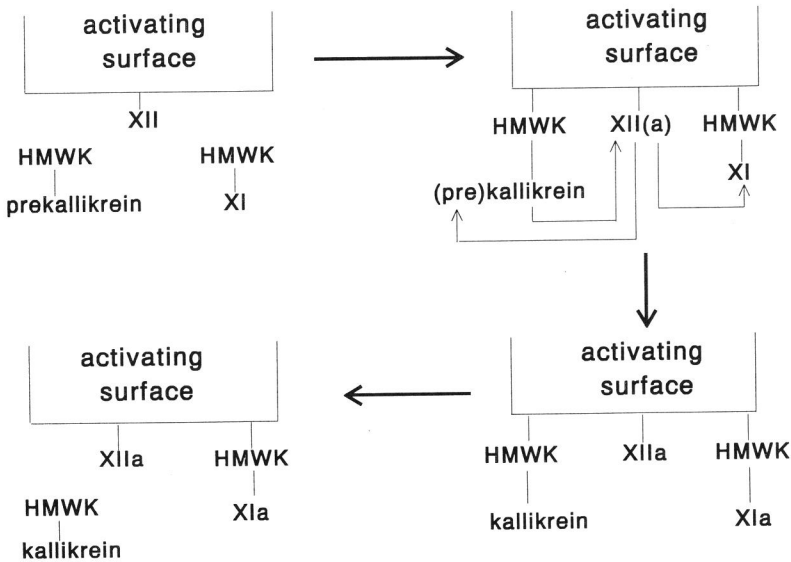 activating
surface
XII
HMWK
HMWK
prekallikrein
XI
activating
surface
HMWK
XII(a)
HMWK
XI
(pre)kallikrein
activating
surface
HMWK
XIIa
HMWK
kallikrein
XIa
activating
surface
XIIa
HMWK
HMWK
XIa
kallikrein